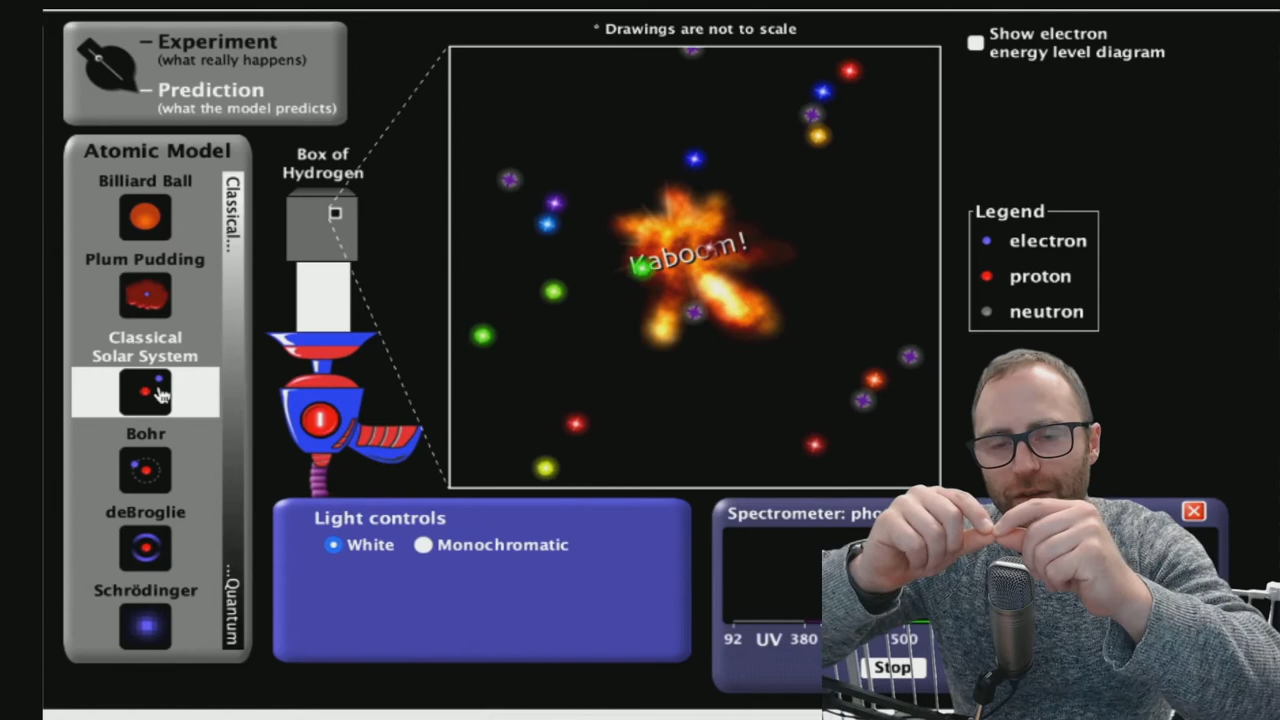 * Drawings are not to scale
Experiment
(what really happens)
Prediction
(what the model predicts)
Show electron
energy level diagram
Atomic Model
Billiard Ball
Plum Pudding
Classical
Solar System
Bohr
deBroglie
Schrödinger
Classical...
...Quantum
Box of
Hydrogen
Kaboom!
Legend
electron
proton
neutron
Light controls
White
Monochromatic
Spectrometer:
92 UV 380
500
Stop